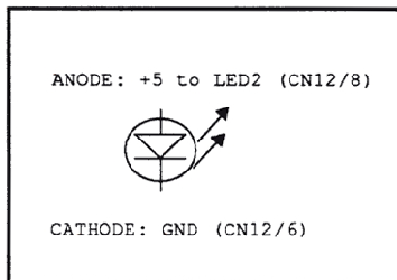 ANODE: +5 to LED2 (CN12/8)
CATHODE: GND (CN12/6)